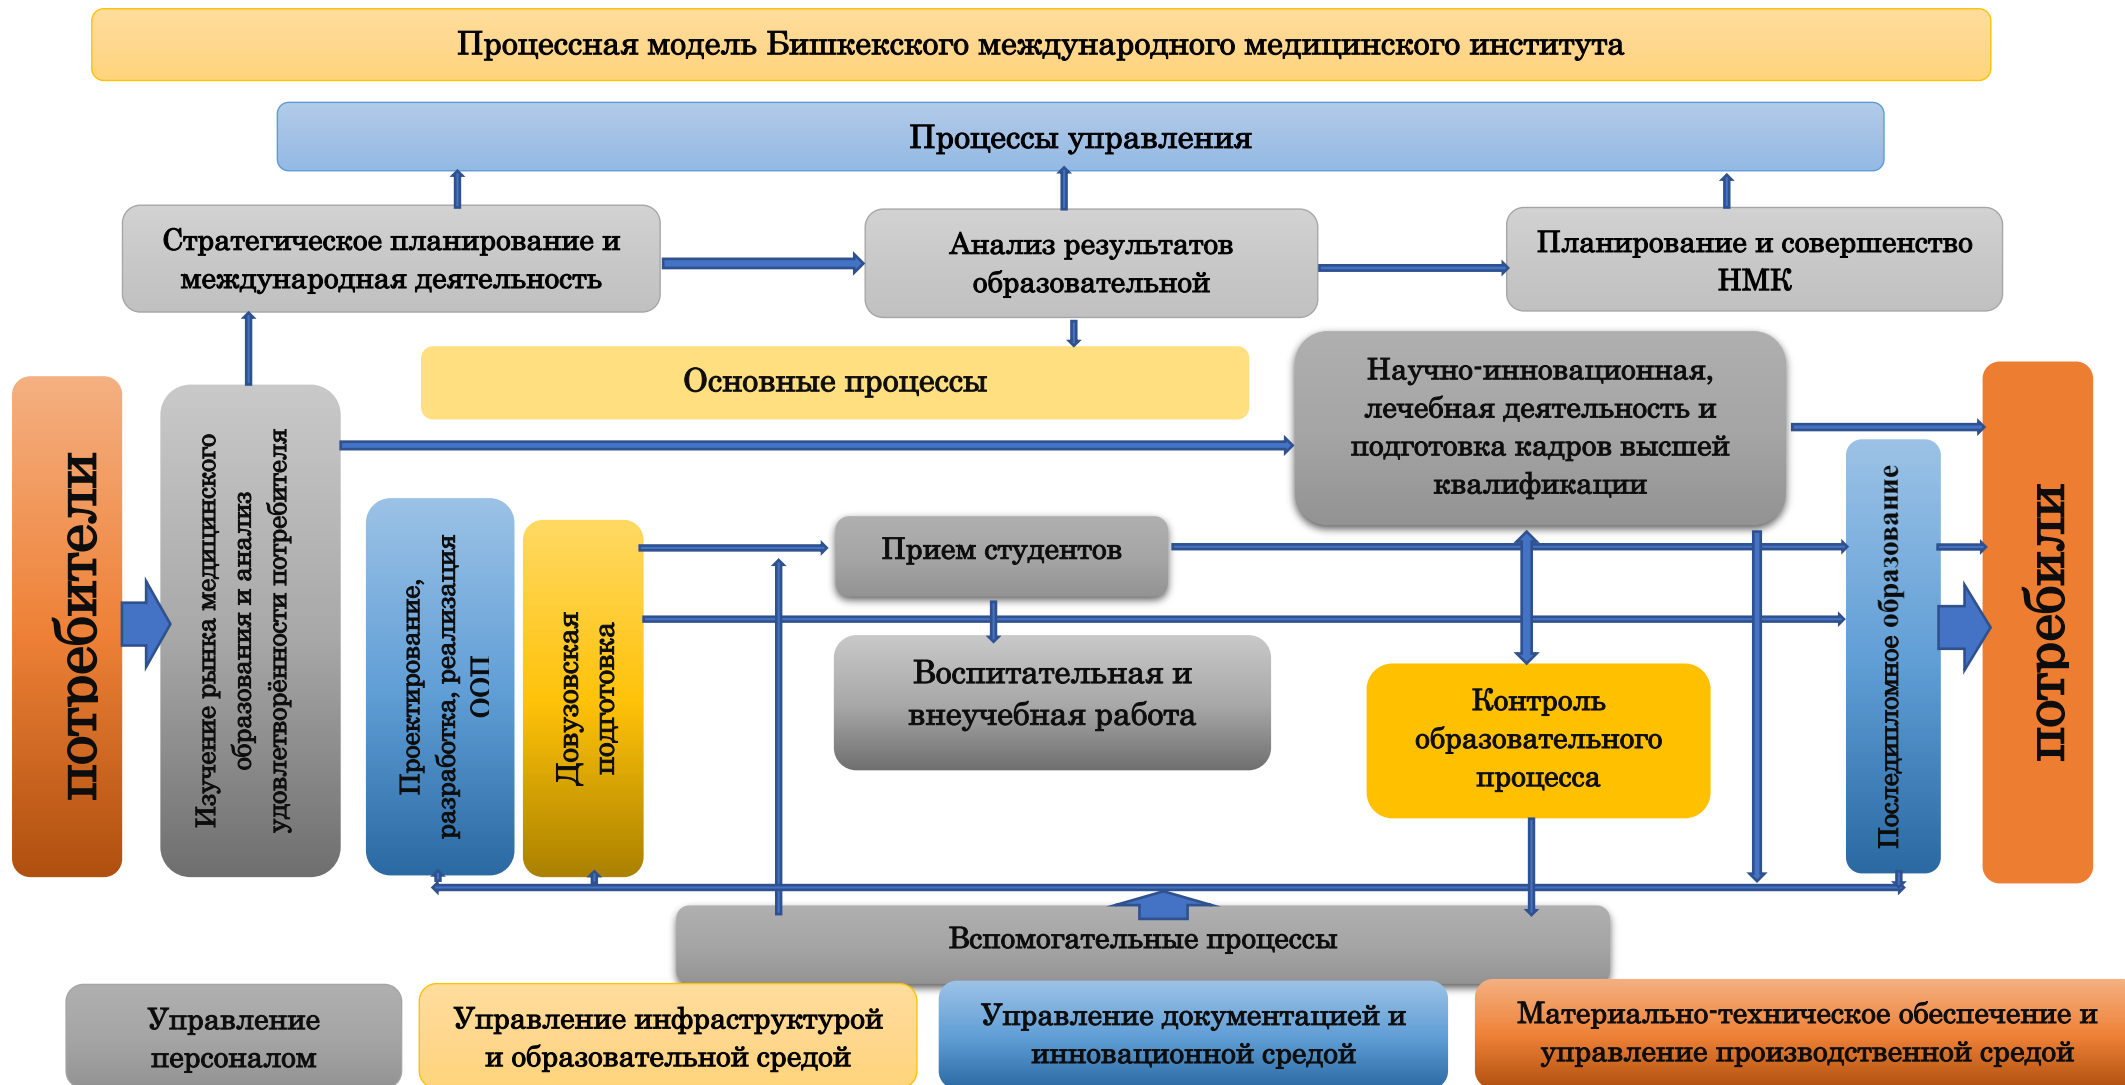 Процессная модель Бишкекского международного медицинского института
Процессы управления
Стратегическое планирование и
международная деятельность
Анализ результатов
образовательной
Планирование и совершенство
НМК
Основные процессы
Научно-инновационная,
лечебная деятельность и
подготовка кадров высшей
квалификации
потребители
Изучение рынка медицинского
образования и анализ
удовлетворённости потребителя
Проектирование,
разработка, реализация
ООП
Довузовская
подготовка
Прием студентов
Воспитательная и
внеучебная работа
Контроль
образовательного
процесса
Последипломное образование
потребили
Вспомогательные процессы
Управление
персоналом
Управление инфраструктурой
и образовательной средой
Управление документацией и
инновационной средой
Материально-техническое обеспечение и
управление производственной средой